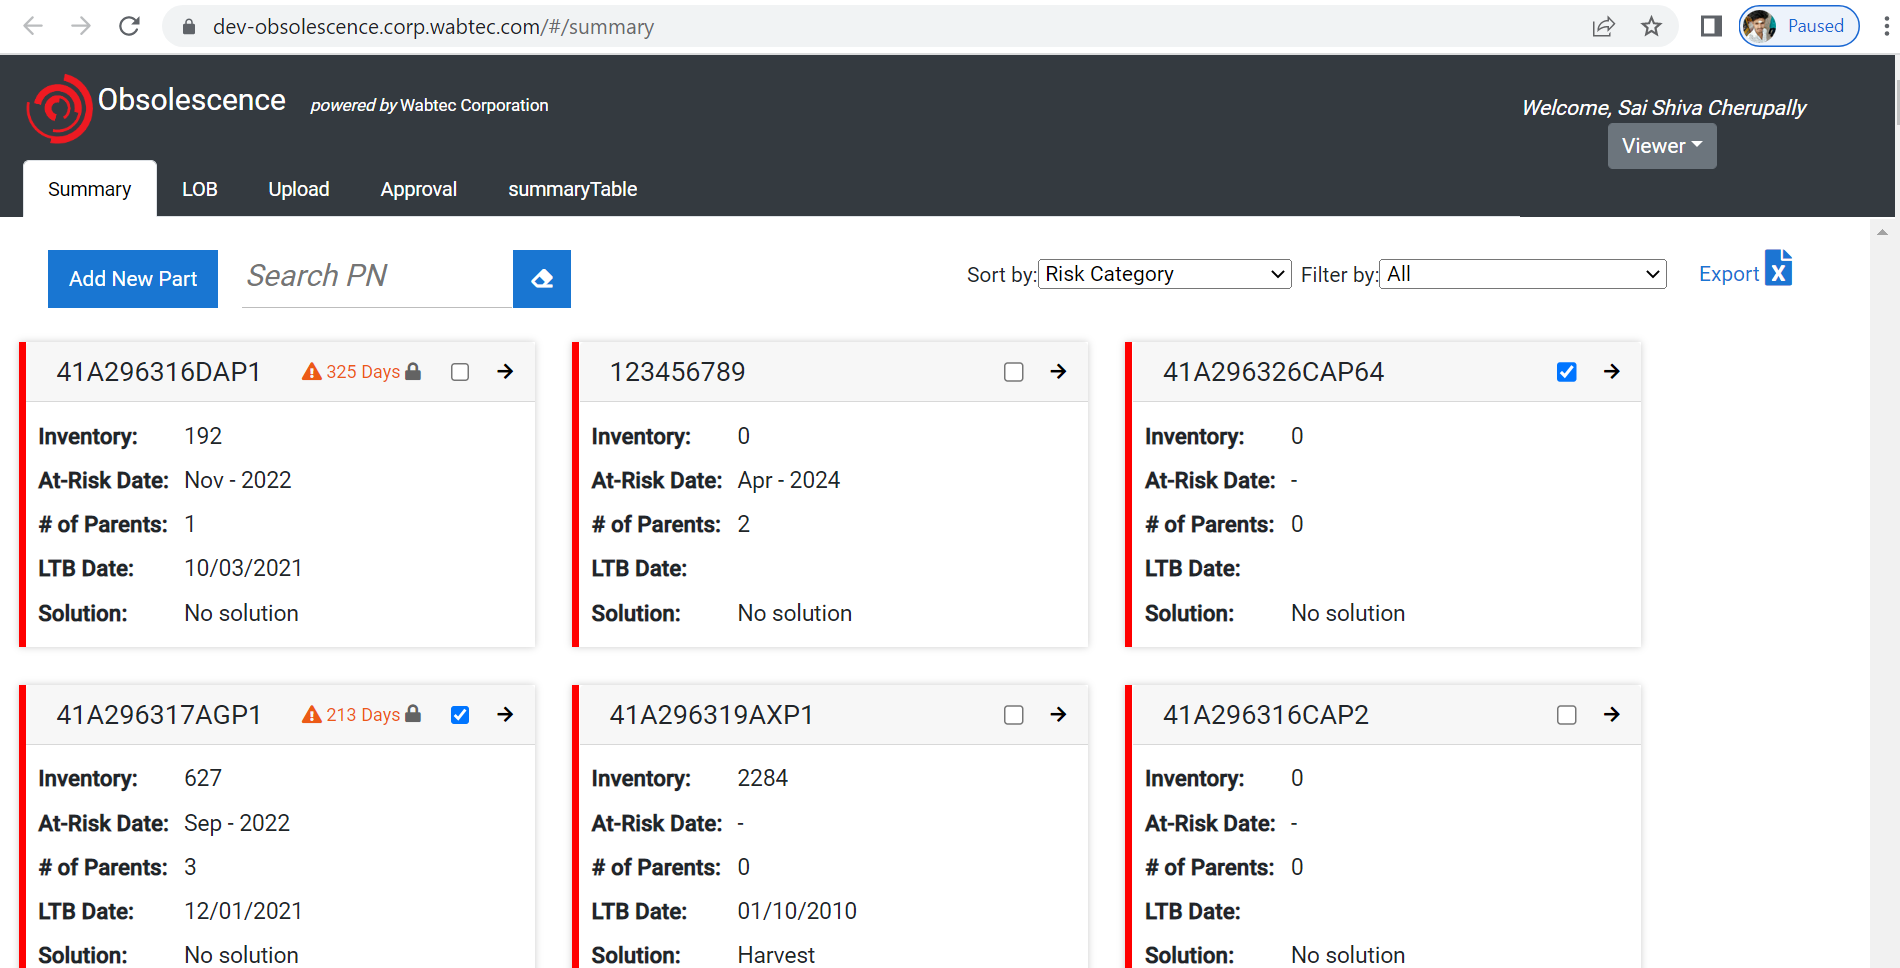 dev-obsolescence.corp.wabtec.com/#/summary
Paused
Obsolescence powered by Wabtec Corporation
Welcome, Sai Shiva Cherupally
Viewer
Summary LOB Upload Approval summaryTable
Add New Part Search PN Sort by: Risk Category Filter by: All Export X
41A296316DAP1 325 Days
Inventory: 192
At-Risk Date: Nov - 2022
# of Parents: 1
LTB Date: 10/03/2021
Solution: No solution
123456789
Inventory: 0
At-Risk Date: Apr - 2024
# of Parents: 2
LTB Date:
Solution: No solution
41A296326CAP64
Inventory: 0
At-Risk Date: -
# of Parents: 0
LTB Date:
Solution: No solution
41A296317AGP1 213 Days
Inventory: 627
At-Risk Date: Sep - 2022
# of Parents: 3
LTB Date: 12/01/2021
Solution: No solution
41A296319AXP1
Inventory: 2284
At-Risk Date: -
# of Parents: 0
LTB Date: 01/10/2010
Solution: Harvest
41A296316CAP2
Inventory: 0
At-Risk Date: -
# of Parents: 0
LTB Date:
Solution: No solution